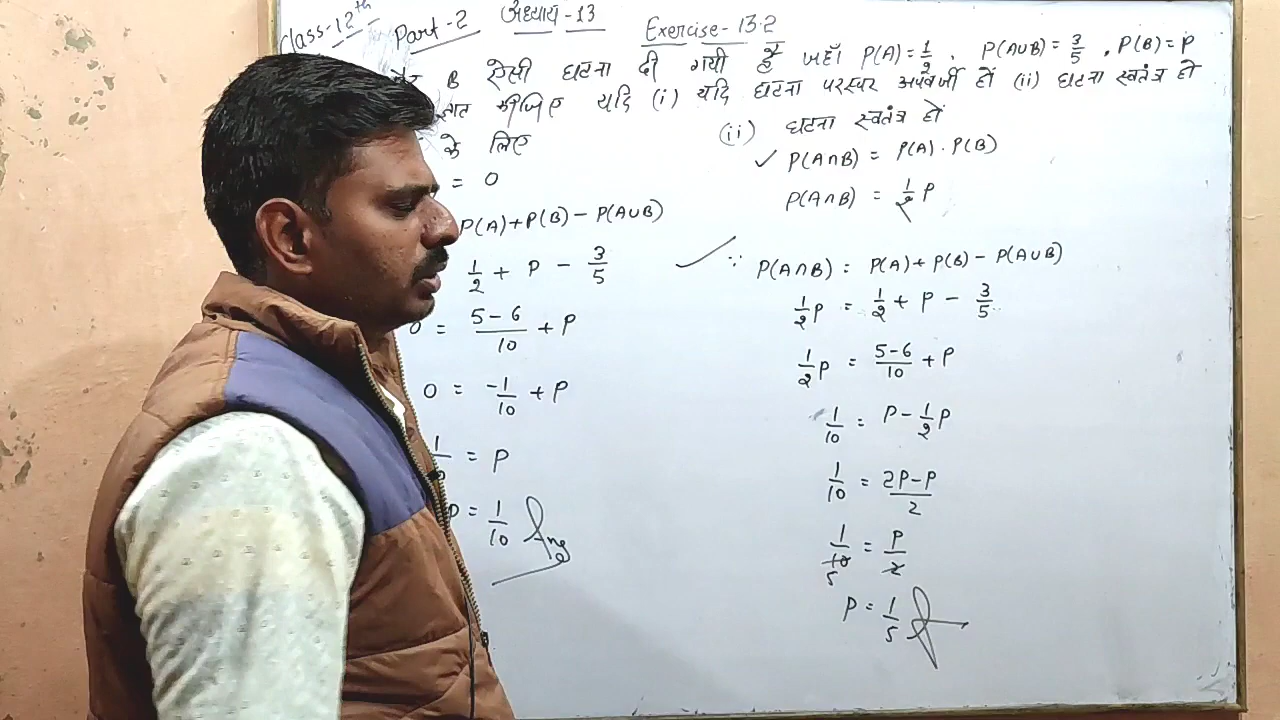 Class-12th Part-2 अध्याय-13 Exercise-13.2
B ऐसी घटना दी गयी है जहाँ P(A)=1/2, P(A∪B)=3/5, P(B)=P
ज्ञात कीजिए यदि (i) यदि घटना परस्पर अपवर्जी हों (ii) घटना स्वतंत्र हो
के लिए
= 0
P(A)+P(B)-P(A∪B)
1/2 + P - 3/5
0 = (5-6)/10 + P
0 = -1/10 + P
= P
P = 1/10 Ans
(ii) घटना स्वतंत्र हों
✓ P(A∩B) = P(A).P(B)
P(A∩B) = 1/2 P
∵ P(A∩B) = P(A)+P(B)-P(A∪B)
1/2 P = 1/2 + P - 3/5
1/2 P = (5-6)/10 + P
1/10 = P - 1/2 P
1/10 = (2P-P)/2
1/10 = P/2
5
P = 1/5